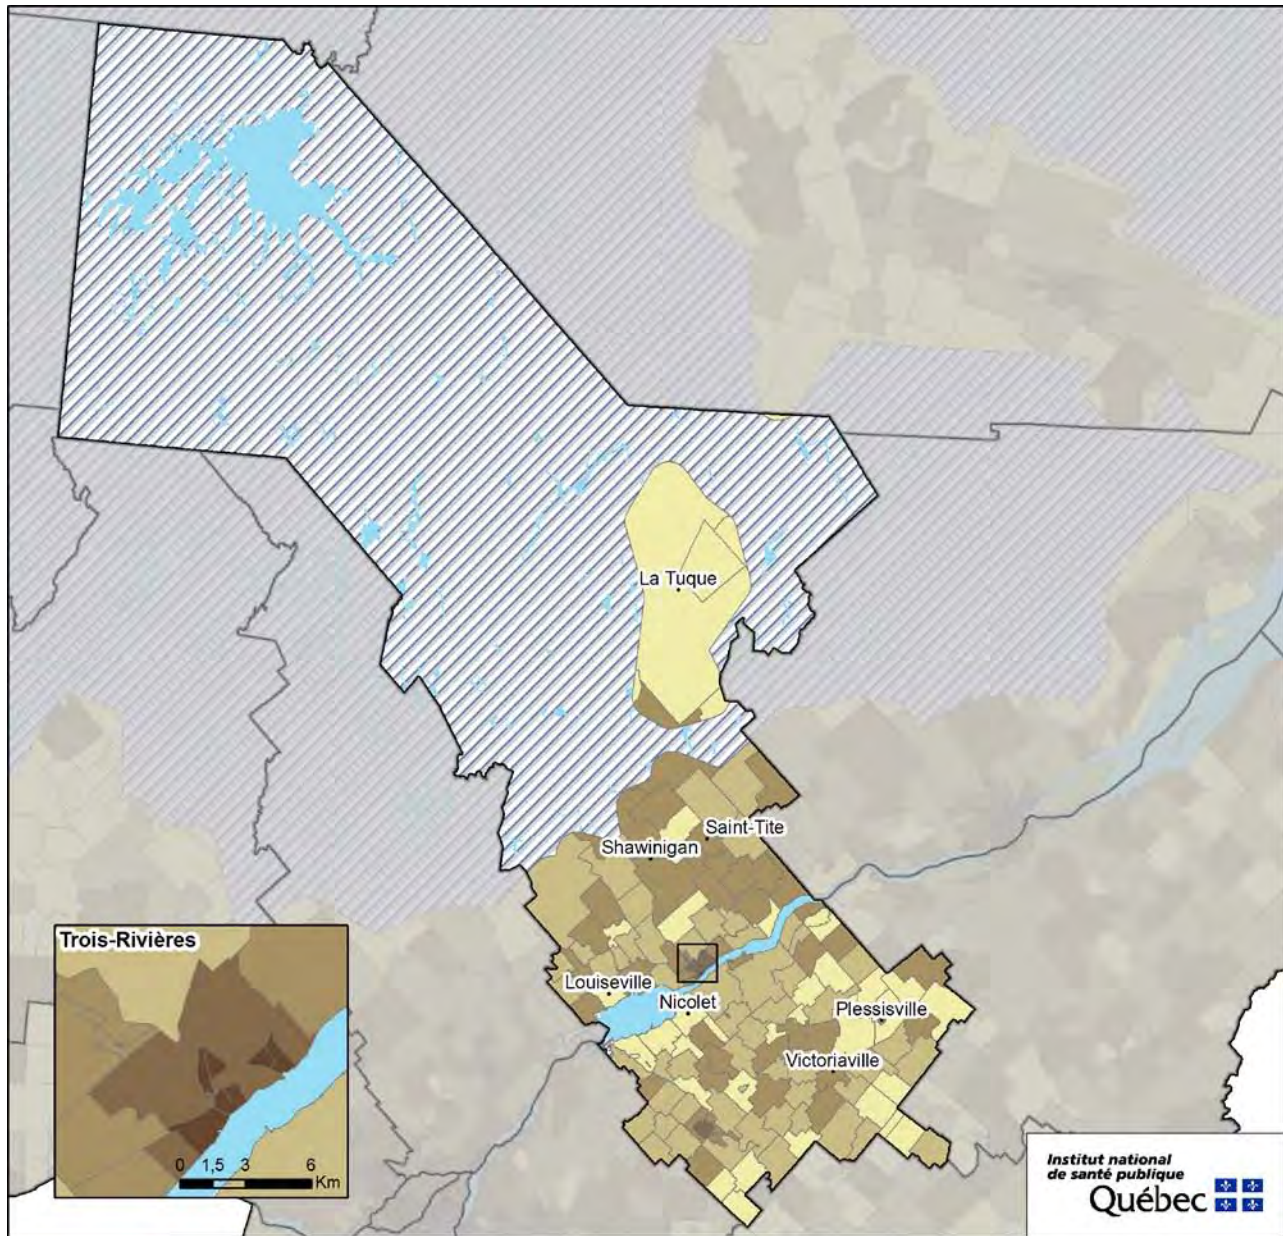 La Tuque
Saint-Tite
Shawinigan
Trois-Rivières
Louiseville
Nicolet
Plessisville
Victoriaville
0 1,5 3 6
Km
Institut national
de santé publique
Québec